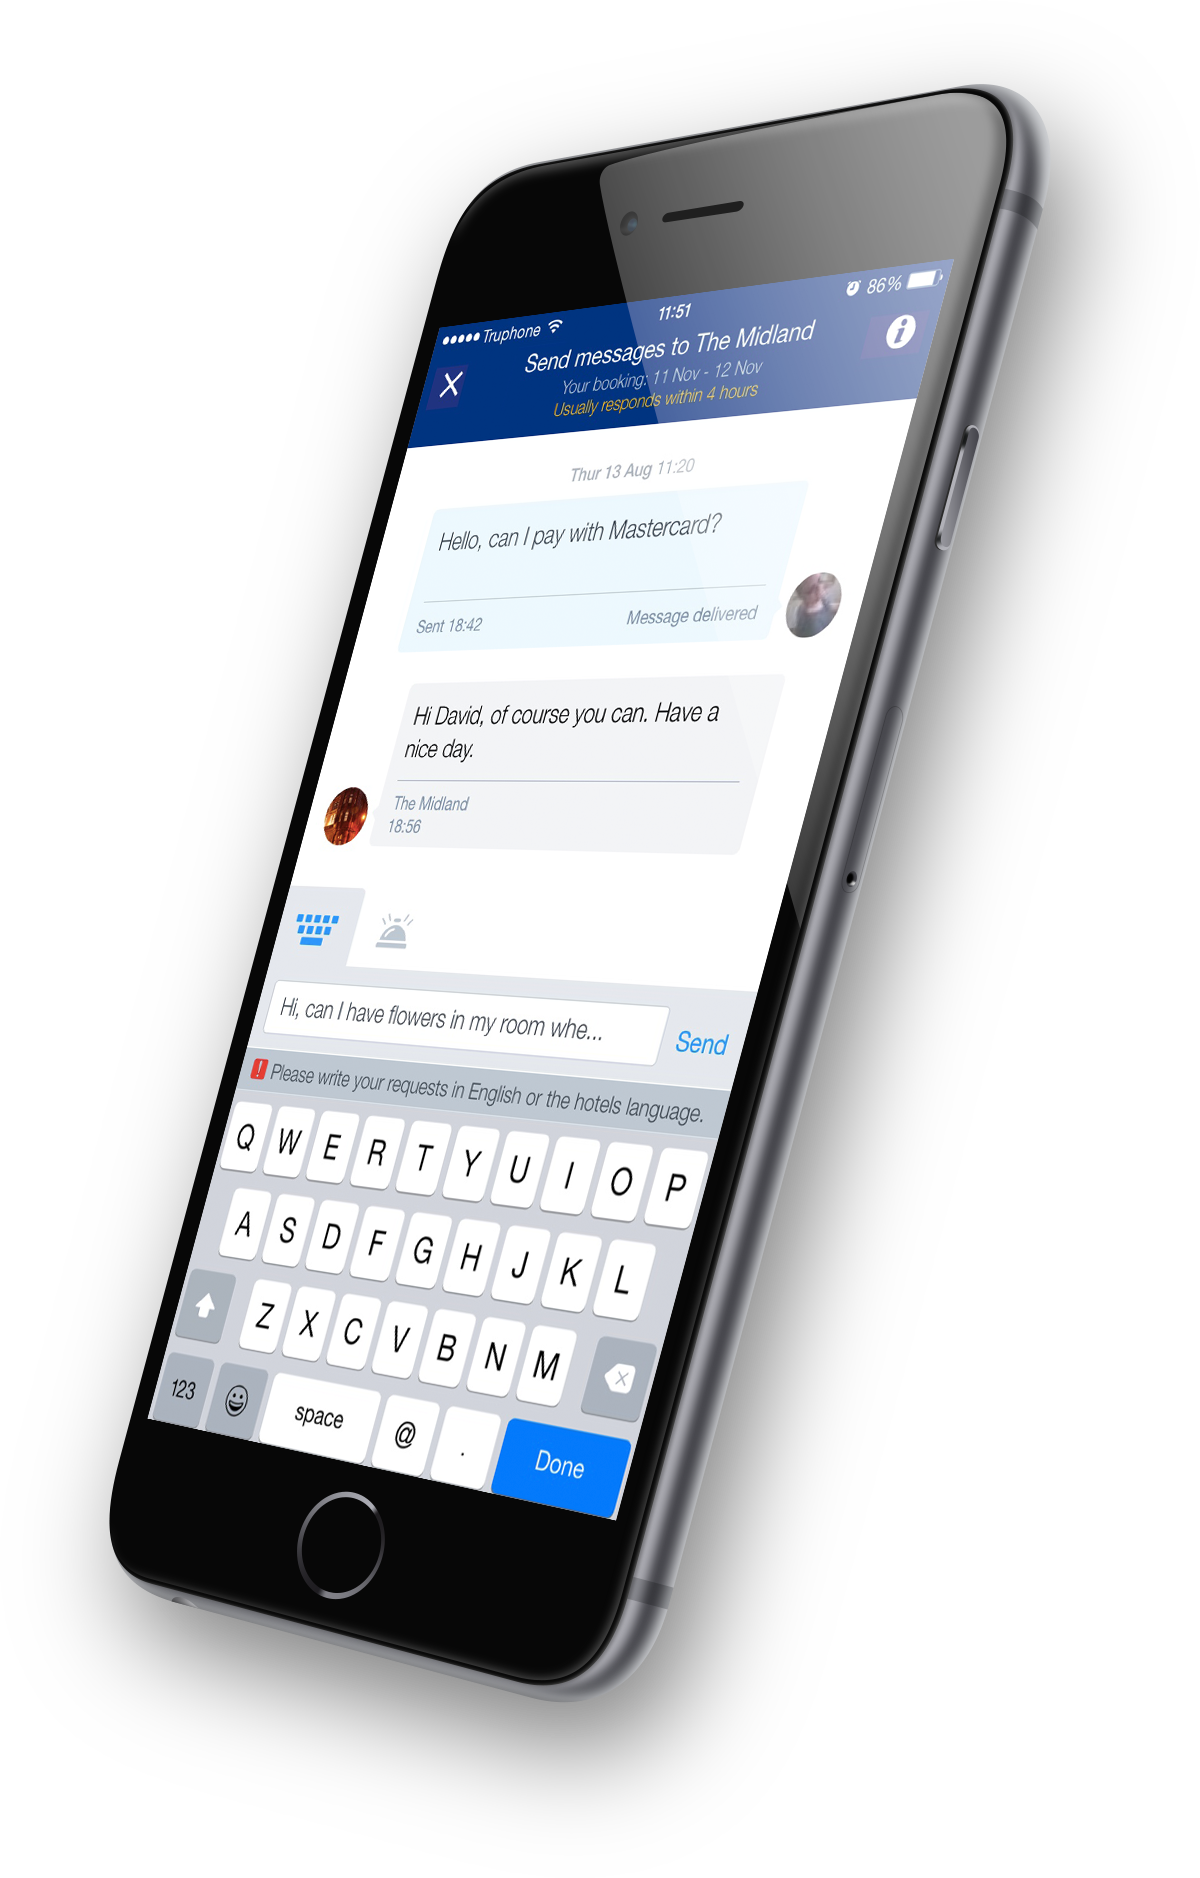 Truphone
11:51
86%
Send messages to The Midland
Your booking: 11 Nov - 12 Nov
Usually responds within 4 hours
Thur 13 Aug 11:20
Hello, can I pay with Mastercard?
Sent 18:42 Message delivered
Hi David, of course you can. Have a
nice day.
The Midland
18:56
Hi, can I have flowers in my room whe...
Send
! Please write your requests in English or the hotels language.
Q W E R T Y U I O P
A S D F G H J K L
Z X C V B N M
123 space @ . Done